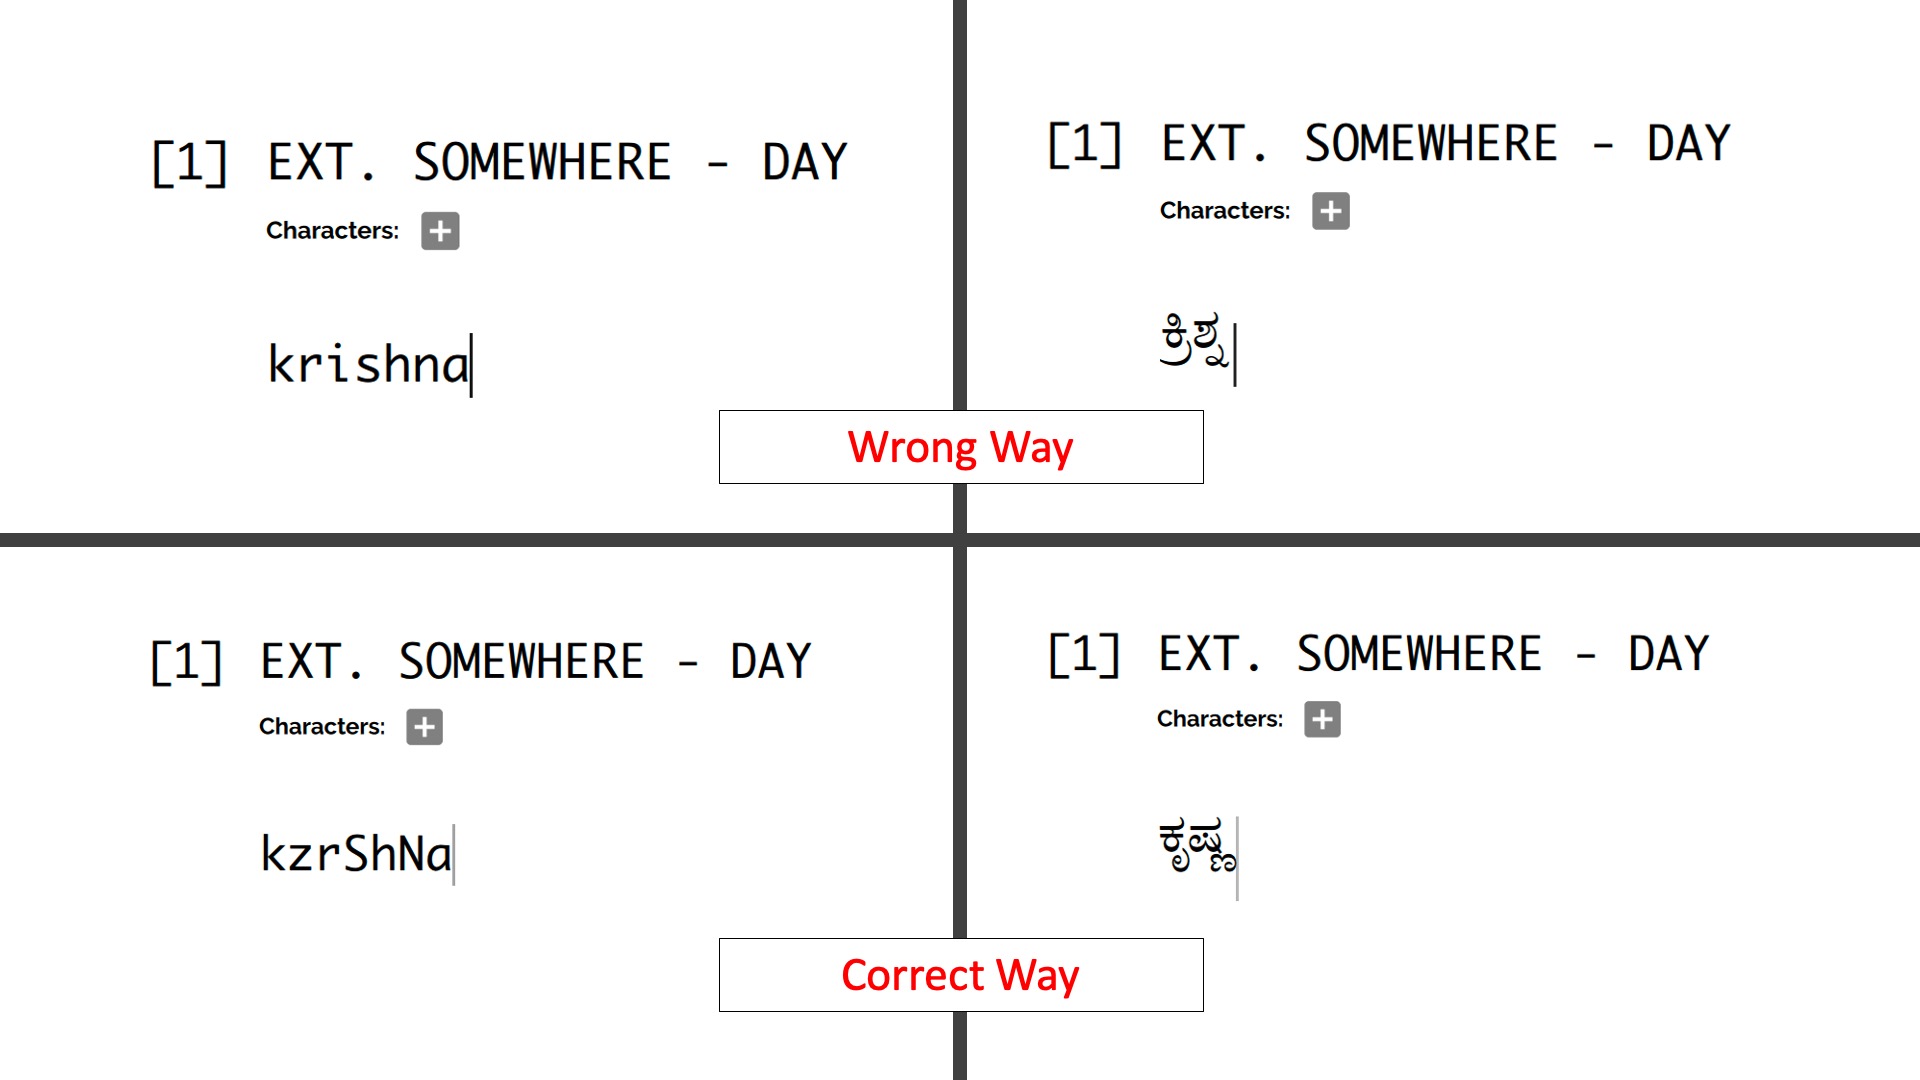 [1] EXT. SOMEWHERE - DAY
Characters: +
krishna
[1] EXT. SOMEWHERE - DAY
Characters: +
ಕ್ರಿಶ್ನ
Wrong Way
[1] EXT. SOMEWHERE - DAY
Characters: +
kzrShNa
[1] EXT. SOMEWHERE - DAY
Characters: +
ಕೃಷ್ಣ
Correct Way